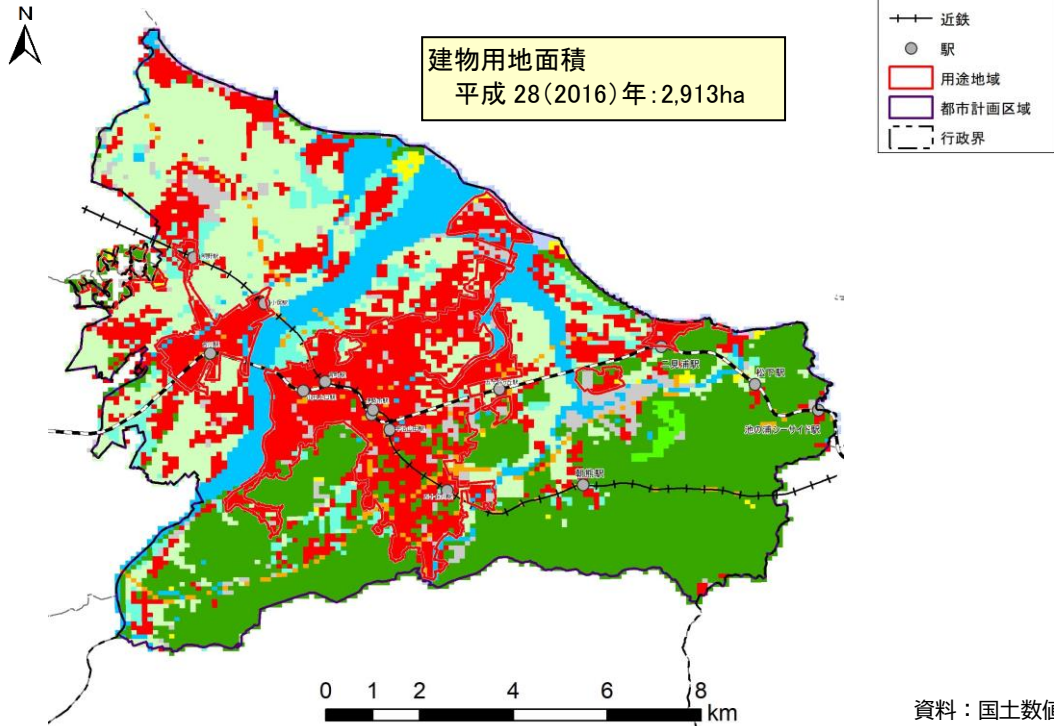 N
建物用地面積
平成 28(2016)年:2,913ha
近鉄
駅
用途地域
都市計画区域
行政界
二見浦駅
松下駅
池の浦シーサイド駅
朝熊駅
0 1 2 4 6 8
km
資料：国土数値